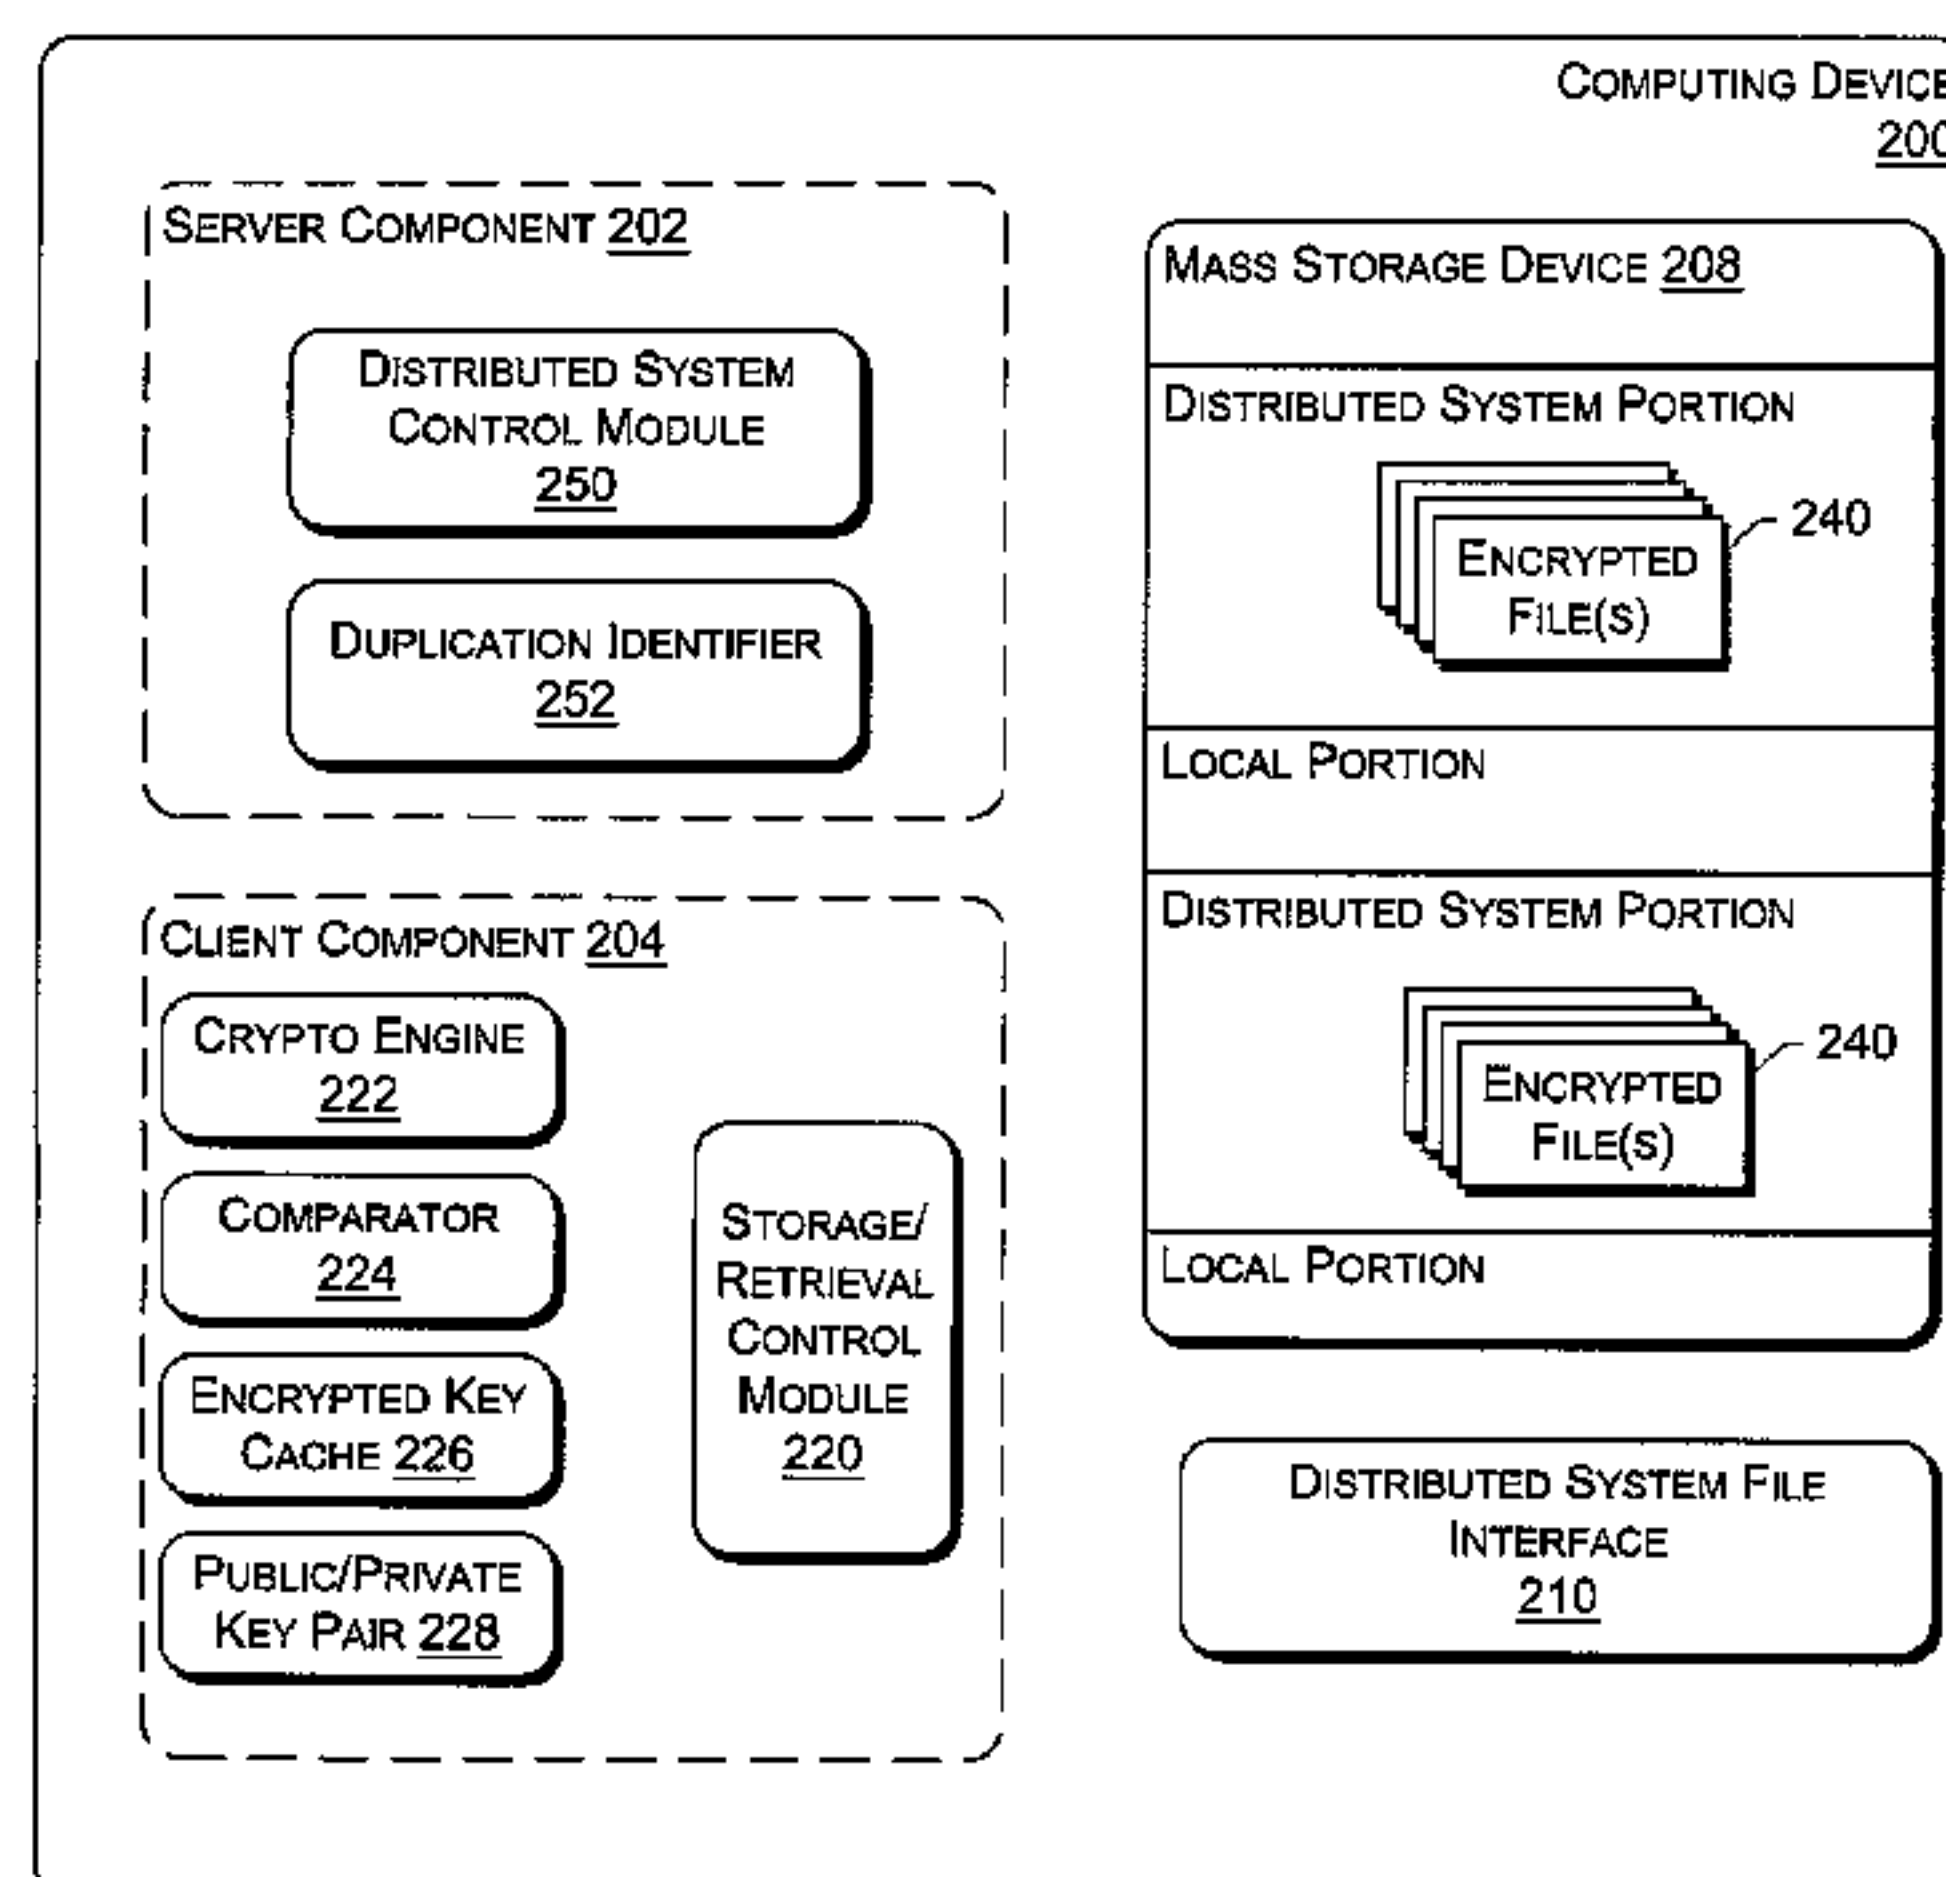 COMPUTING DEVICE
200
SERVER COMPONENT 202
DISTRIBUTED SYSTEM
CONTROL MODULE
250
DUPLICATION IDENTIFIER
252
CLIENT COMPONENT 204
CRYPTO ENGINE
222
COMPARATOR
224
ENCRYPTED KEY
CACHE 226
PUBLIC/PRIVATE
KEY PAIR 228
STORAGE/
RETRIEVAL
CONTROL
MODULE
220
MASS STORAGE DEVICE 208
DISTRIBUTED SYSTEM PORTION
240
ENCRYPTED
FILE(S)
LOCAL PORTION
DISTRIBUTED SYSTEM PORTION
240
ENCRYPTED
FILE(S)
LOCAL PORTION
DISTRIBUTED SYSTEM FILE
INTERFACE
210